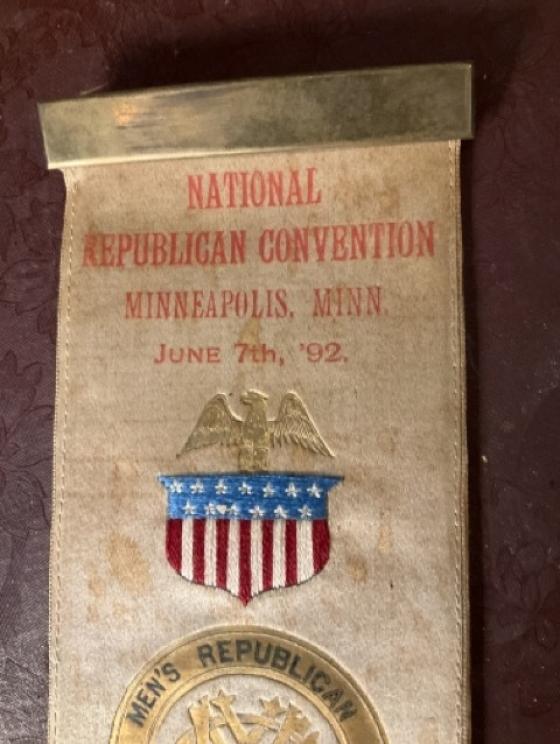 NATIONAL
REPUBLICAN CONVENTION
MINNEAPOLIS, MINN.
JUNE 7th, '92.
MEN'S REPUBLICAN